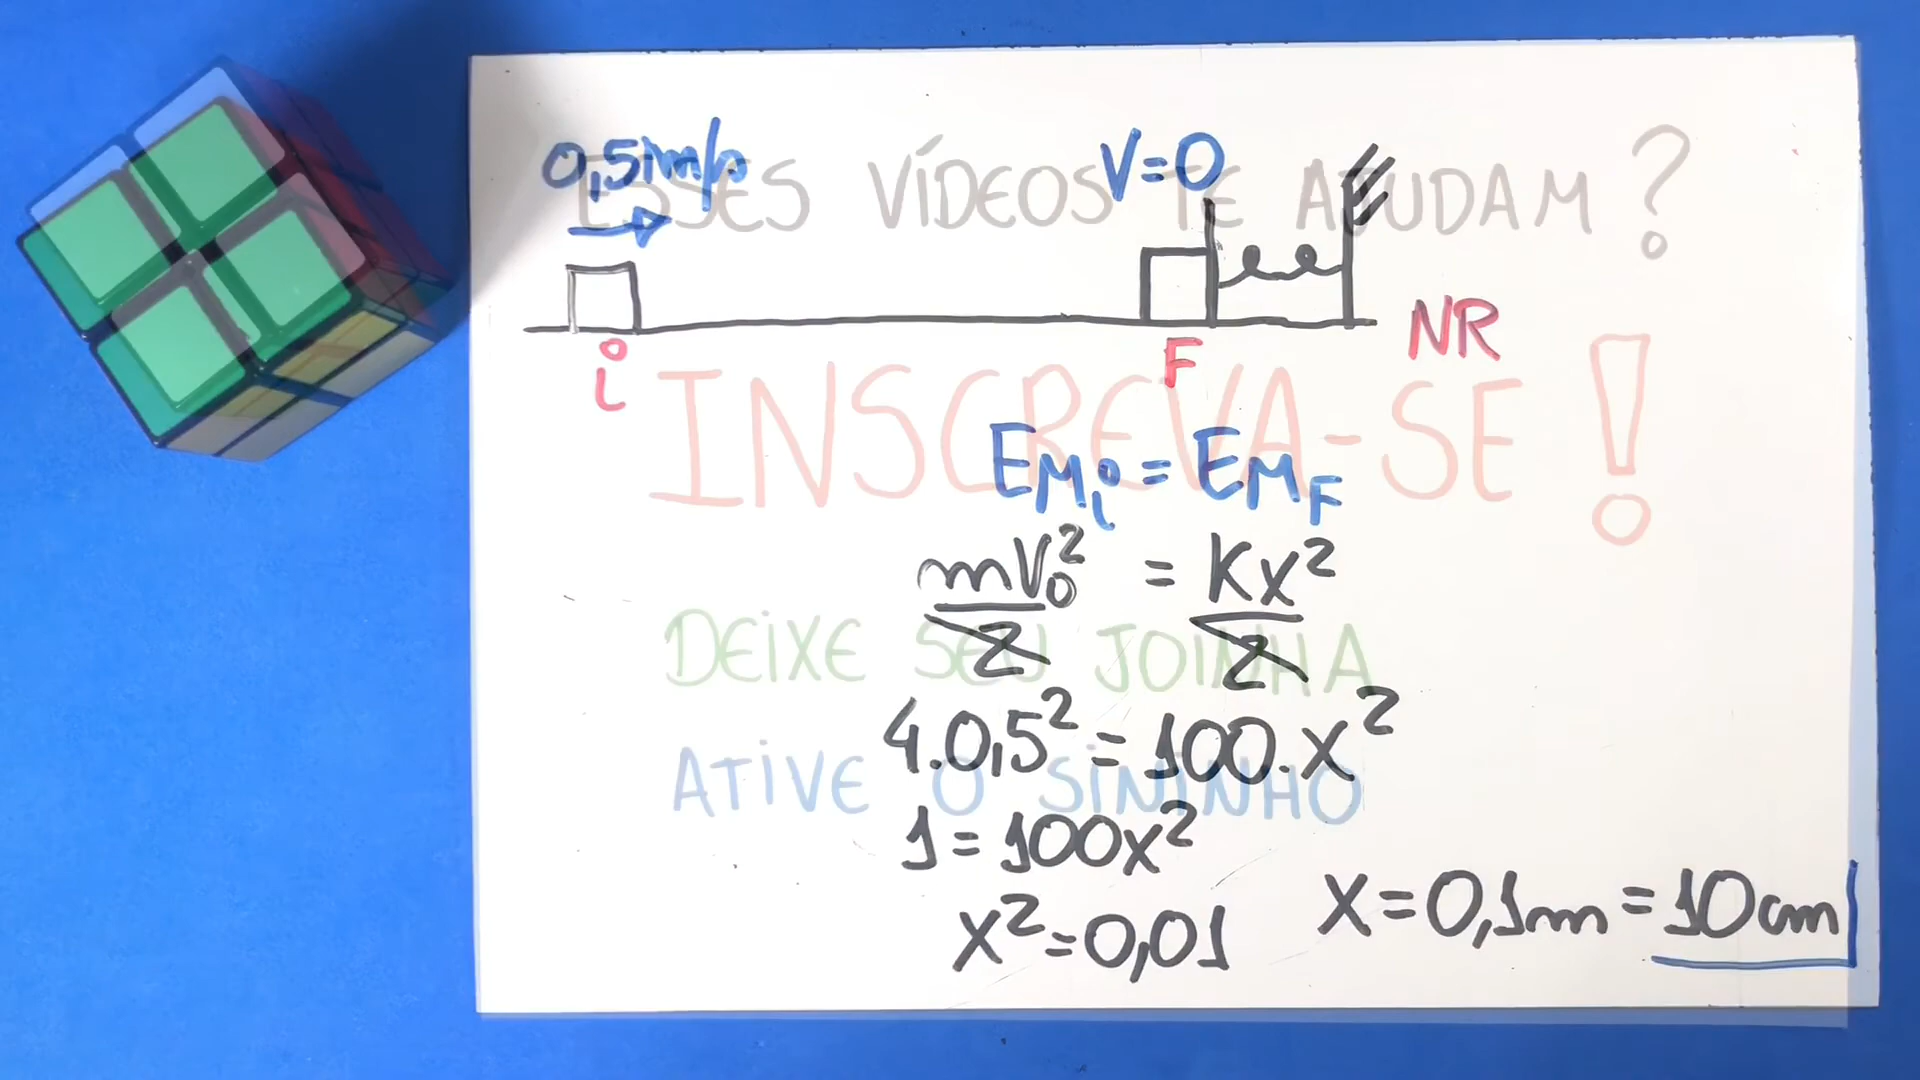 0,5m/s
V=0
ESSES VÍDEOS TE AJUDAM?
i
F
NR
INSCREVA-SE!
EMi = EMF
mV₀²/2 = Kx²/2
DEIXE SEU JOINHA
4.0,5² = 100.x²
ATIVE O SININHO
1=100x²
x²=0,01
X=0,1m=10cm